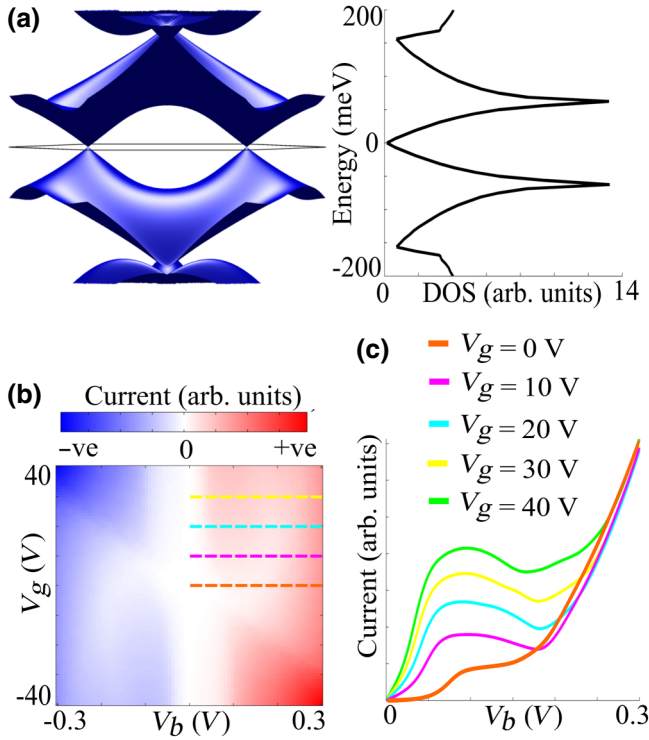 (a)
200
100
0
-100
-200
Energy (meV)
0
DOS (arb. units)
14
(b)
Current (arb. units)
−ve
0
+ve
40
-40
Vg (V)
-0.3
Vb (V)
0.3
(c)
Vg = 0 V
Vg = 10 V
Vg = 20 V
Vg = 30 V
Vg = 40 V
Current (arb. units)
0
Vb (V)
0.3